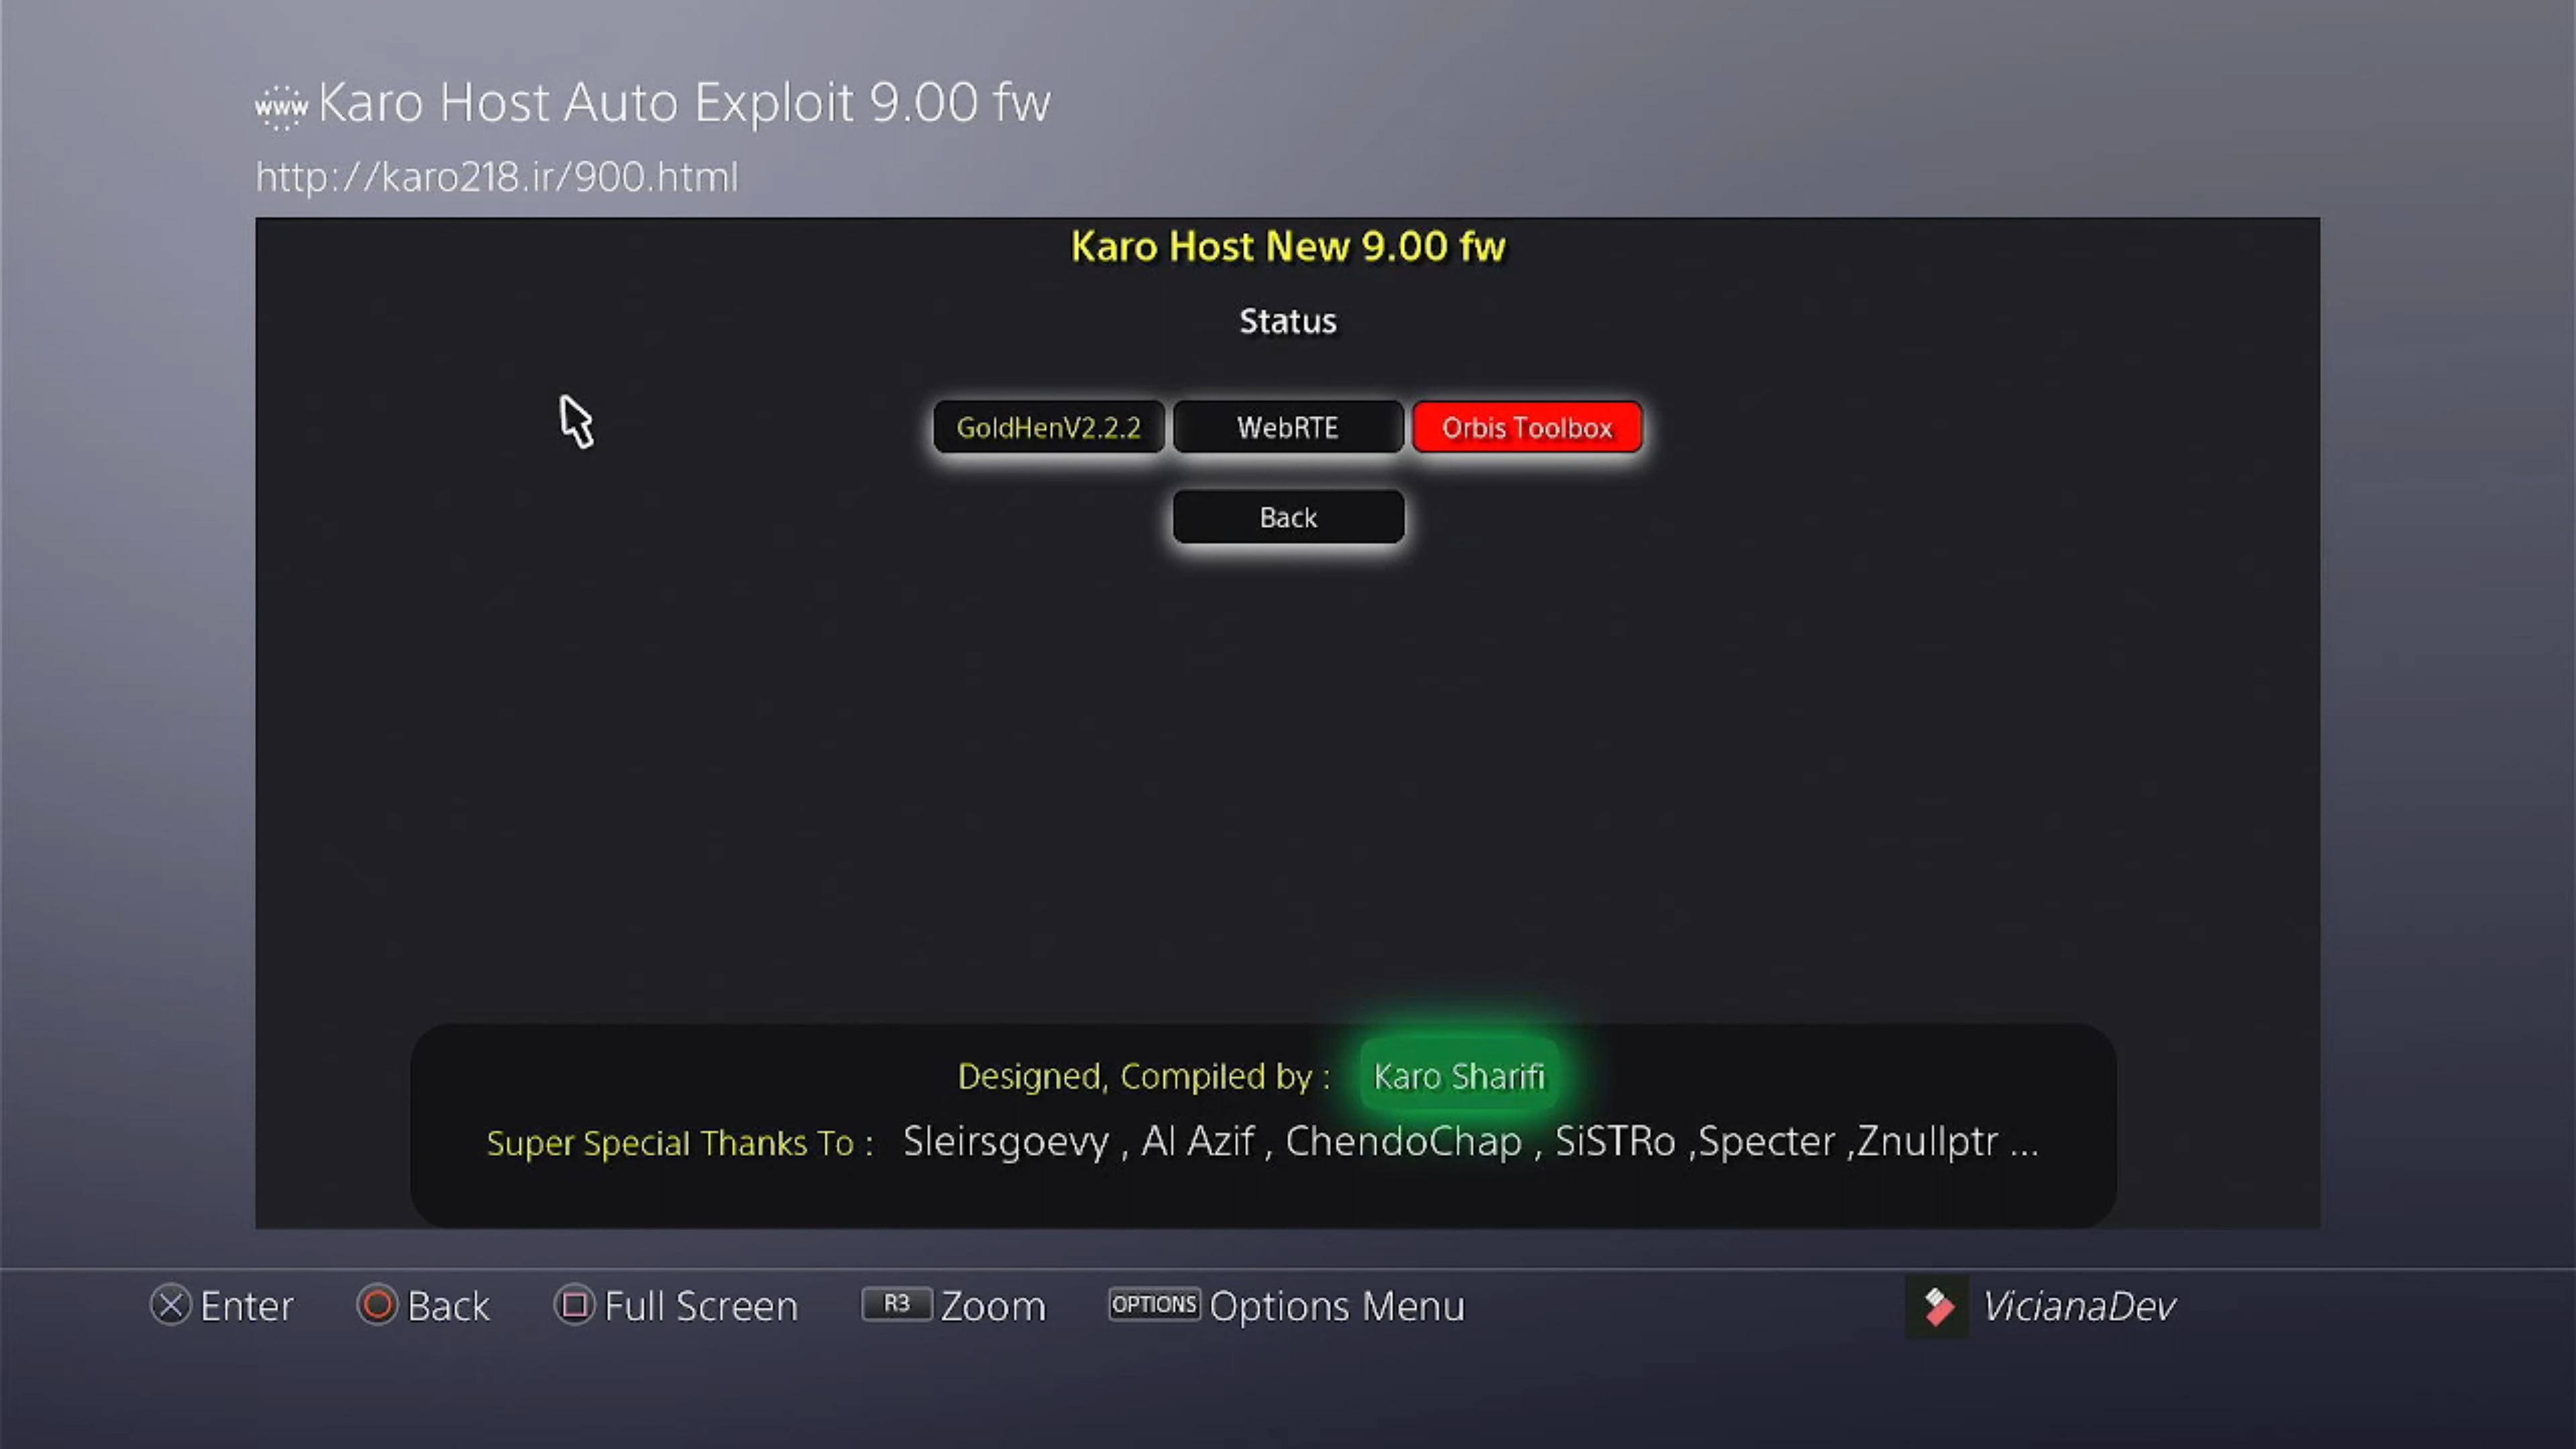 www Karo Host Auto Exploit 9.00 fw
http://karo218.ir/900.html
Karo Host New 9.00 fw
Status
GoldHenV2.2.2 WebRTE Orbis Toolbox
Back
Designed, Compiled by : Karo Sharifi
Super Special Thanks To : Sleirsgoevy , Al Azif , ChendoChap , SiSTRo ,Specter ,Znullptr ...
Enter Back Full Screen R3 Zoom OPTIONS Options Menu VicianaDev